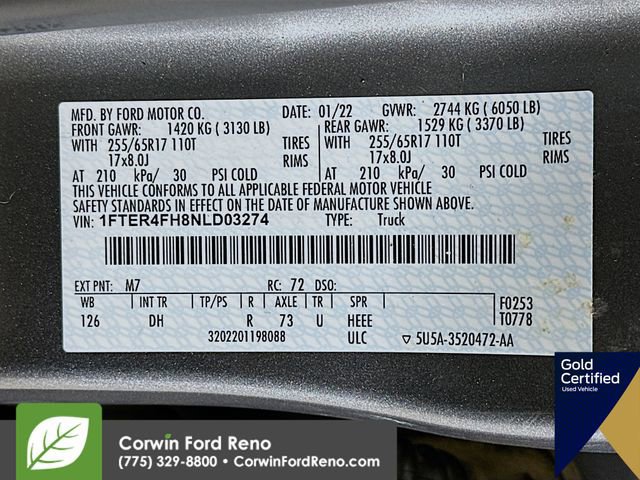 MFD. BY FORD MOTOR CO. DATE: 01/22 GVWR: 2744 KG ( 6050 LB)
FRONT GAWR: 1420 KG ( 3130 LB) REAR GAWR: 1529 KG ( 3370 LB)
WITH 255/65R17 110T TIRES WITH 255/65R17 110T TIRES
17x8.0J RIMS 17x8.0J RIMS
AT 210 kPa/ 30 PSI COLD AT 210 kPa/ 30 PSI COLD
THIS VEHICLE CONFORMS TO ALL APPLICABLE FEDERAL MOTOR VEHICLE
SAFETY STANDARDS IN EFFECT ON THE DATE OF MANUFACTURE SHOWN ABOVE.
VIN: 1FTER4FH8NLD03274 TYPE: Truck
EXT PNT: M7 RC: 72 DSO:
WB INT TR TP/PS R AXLE TR SPR F0253
126 DH R 73 U HEEE T0778
3202201198088 ULC 5U5A-3520472-AA
Gold
Certified
Used Vehicle
Corwin Ford Reno
(775) 329-8800 • CorwinFordReno.com